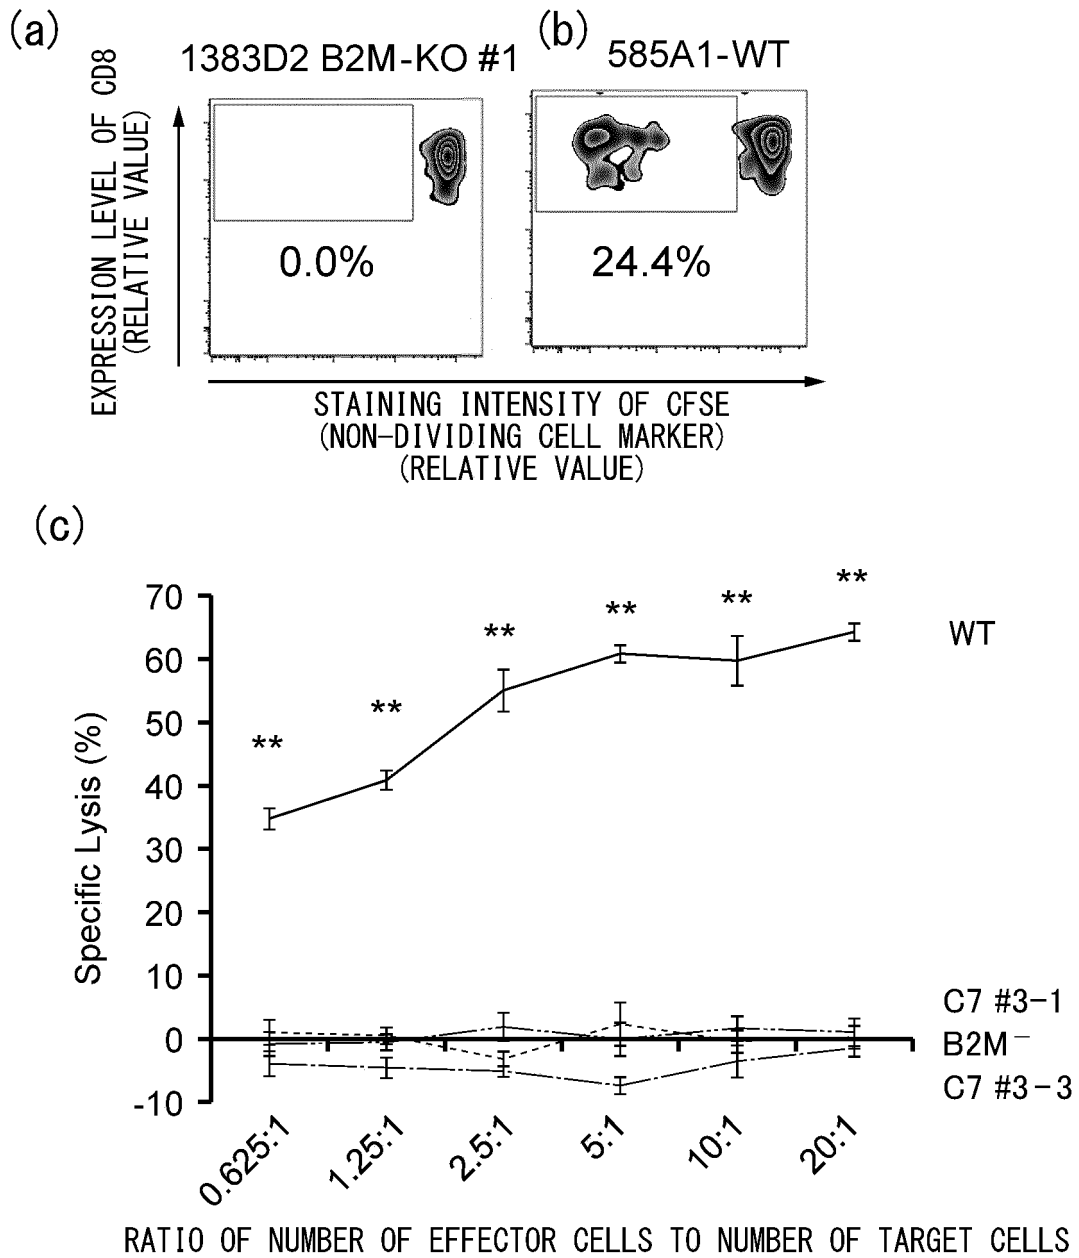 (a)
1383D2 B2M-KO #1
(b)
585A1-WT
EXPRESSION LEVEL OF CD8
(RELATIVE VALUE)
0.0%
24.4%
STAINING INTENSITY OF CFSE
(NON-DIVIDING CELL MARKER)
(RELATIVE VALUE)
(c)
Specific Lysis (%)
70
60
50
40
30
20
10
0
-10
**
**
**
**
**
**
WT
C7 #3-1
B2M⁻
C7 #3-3
0.625:1
1.25:1
2.5:1
5:1
10:1
20:1
RATIO OF NUMBER OF EFFECTOR CELLS TO NUMBER OF TARGET CELLS